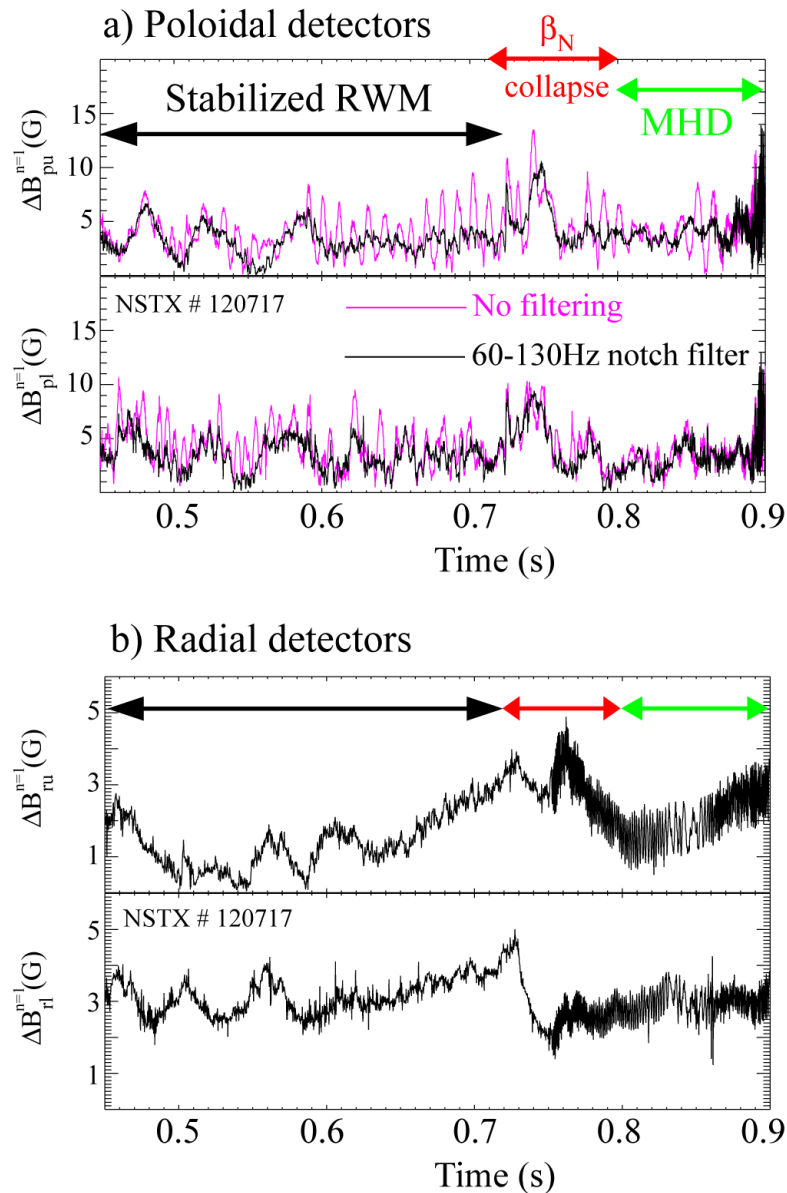 a) Poloidal detectors
β_N
collapse
Stabilized RWM
MHD
ΔB_pu^n=1(G)
15
10
5
NSTX # 120717
No filtering
60-130Hz notch filter
ΔB_pl^n=1(G)
15
10
5
0.5 0.6 0.7 0.8 0.9
Time (s)
b) Radial detectors
ΔB_ru^n=1(G)
5
3
1
NSTX # 120717
ΔB_rl^n=1(G)
5
3
1
0.5 0.6 0.7 0.8 0.9
Time (s)